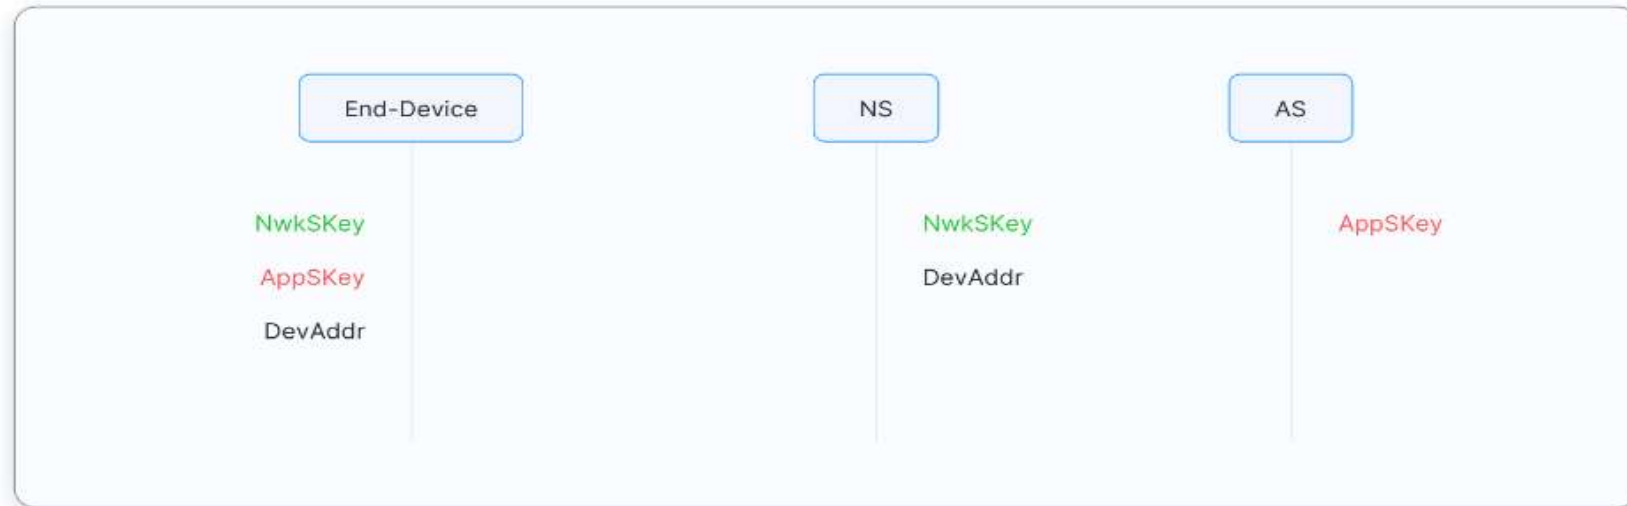 End-Device
NS
AS
NwkSKey
NwkSKey
AppSKey
AppSKey
DevAddr
DevAddr